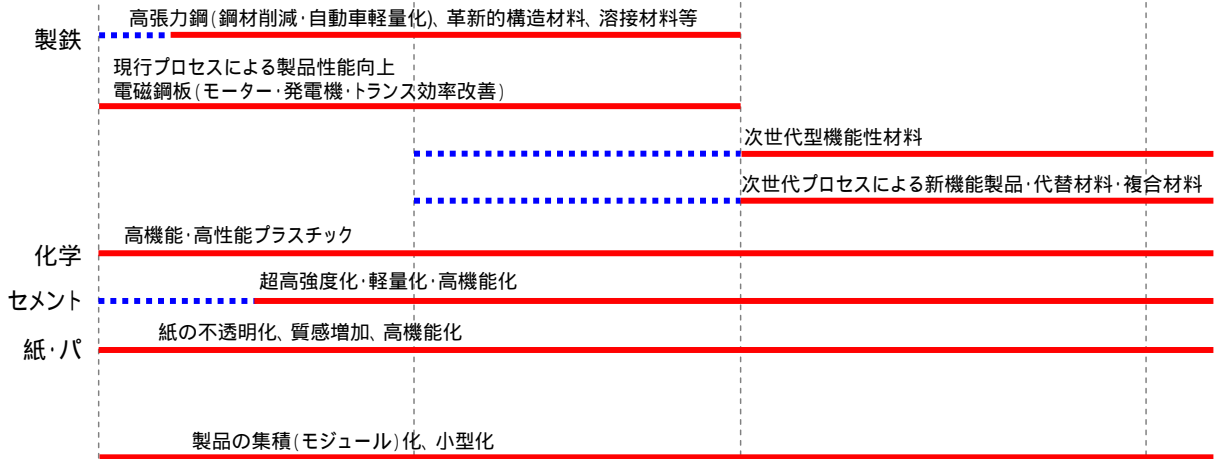 高張力鋼(鋼材削減・自動車軽量化)、革新的構造材料、溶接材料等
製鉄
現行プロセスによる製品性能向上
電磁鋼板(モーター・発電機・トランス効率改善)
次世代型機能性材料
次世代プロセスによる新機能製品・代替材料・複合材料
高機能・高性能プラスチック
化学
超高強度化・軽量化・高機能化
セメント
紙の不透明化、質感増加、高機能化
紙・パ
製品の集積(モジュール)化、小型化